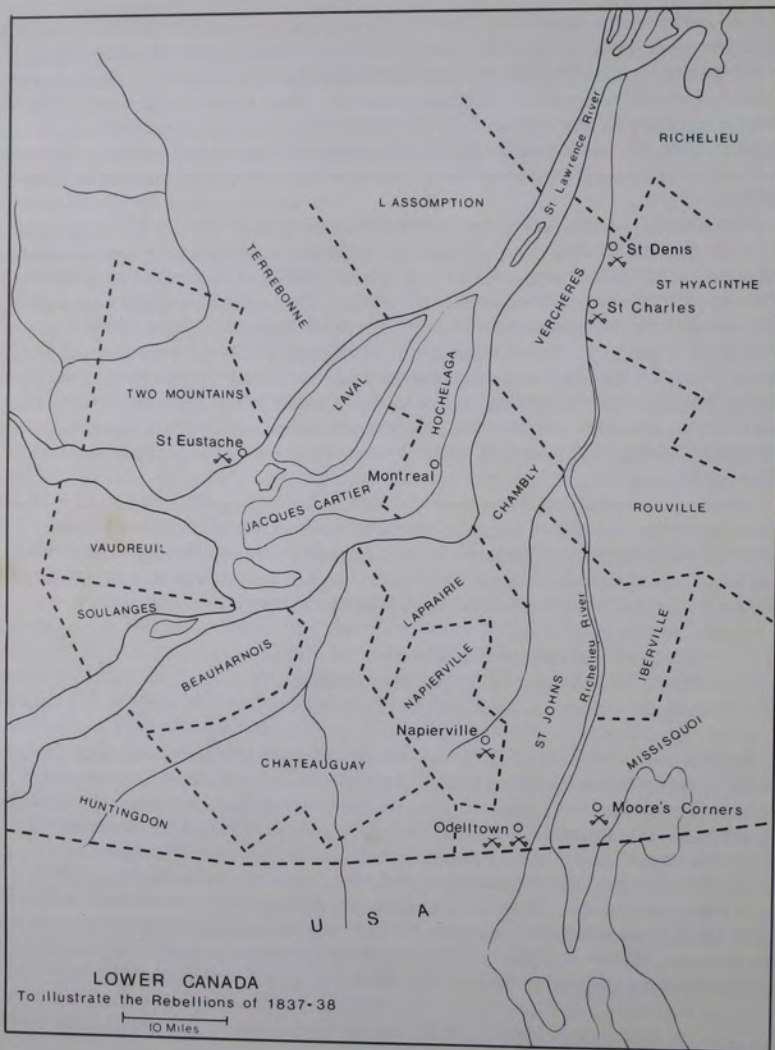 RICHELIEU
St Lawrence River
L ASSOMPTION
St Denis
TERREBONNE
VERCHERES
ST HYACINTHE
St Charles
TWO MOUNTAINS
LAVAL
HOCHELAGA
St Eustache
Montreal
JACQUES CARTIER
CHAMBLY
ROUVILLE
VAUDREUIL
SOULANGES
LAPRAIRIE
BEAUHARNOIS
NAPIERVILLE
Richelieu River
IBERVILLE
ST JOHNS
Napierville
MISSISQUOI
CHATEAUGUAY
HUNTINGDON
Moore's Corners
Odelltown
U S A
LOWER CANADA
To illustrate the Rebellions of 1837-38
10 Miles